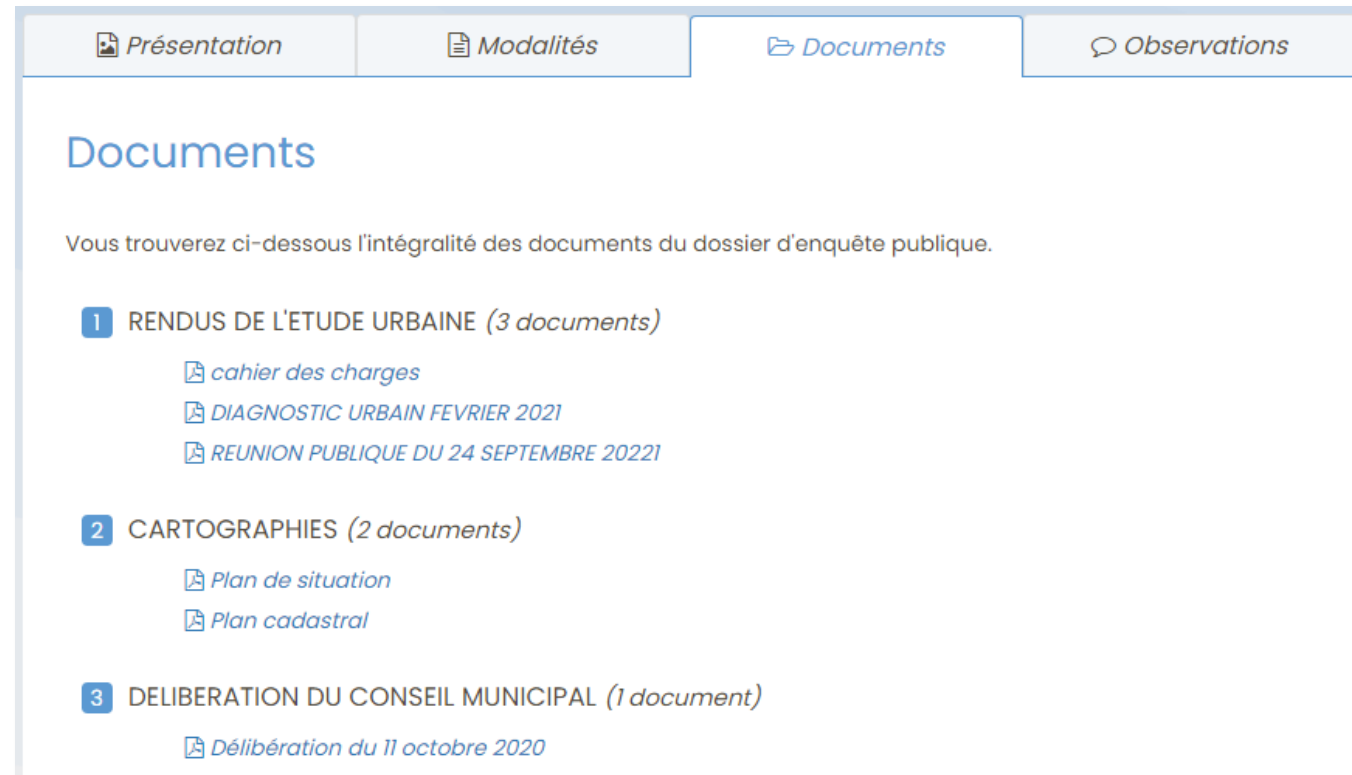 Présentation
Modalités
Documents
Observations
Documents
Vous trouverez ci-dessous l'intégralité des documents du dossier d'enquête publique.
1 RENDUS DE L'ETUDE URBAINE (3 documents)
cahier des charges
DIAGNOSTIC URBAIN FEVRIER 2021
REUNION PUBLIQUE DU 24 SEPTEMBRE 20221
2 CARTOGRAPHIES (2 documents)
Plan de situation
Plan cadastral
3 DELIBERATION DU CONSEIL MUNICIPAL (1 document)
Délibération du 11 octobre 2020